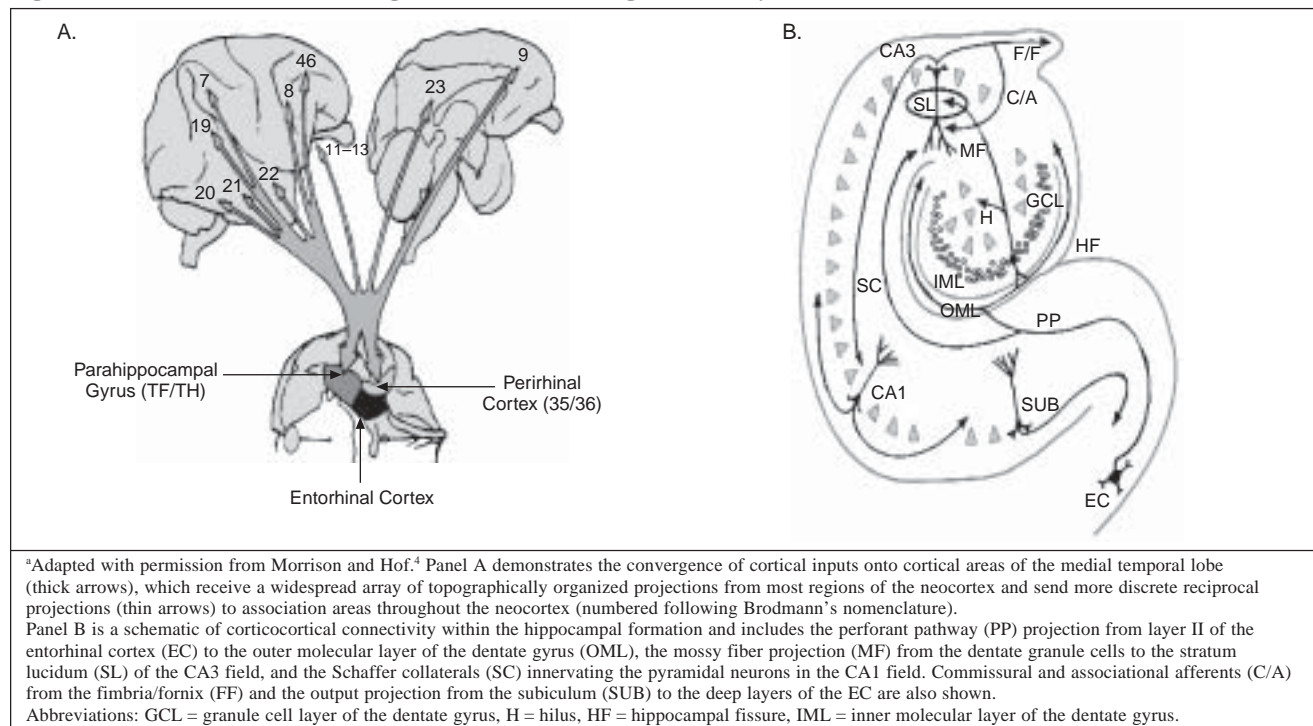 A.
46
7
8
19
11–13
22
21
20
23
9
Parahippocampal
Gyrus (TF/TH)
Perirhinal
Cortex (35/36)
Entorhinal Cortex
B.
CA3
F/F
SL
C/A
MF
GCL
H
HF
IML
SC
OML
PP
CA1
SUB
EC
aAdapted with permission from Morrison and Hof.4 Panel A demonstrates the convergence of cortical inputs onto cortical areas of the medial temporal lobe
(thick arrows), which receive a widespread array of topographically organized projections from most regions of the neocortex and send more discrete reciprocal
projections (thin arrows) to association areas throughout the neocortex (numbered following Brodmann’s nomenclature).
Panel B is a schematic of corticocortical connectivity within the hippocampal formation and includes the perforant pathway (PP) projection from layer II of the
entorhinal cortex (EC) to the outer molecular layer of the dentate gyrus (OML), the mossy fiber projection (MF) from the dentate granule cells to the stratum
lucidum (SL) of the CA3 field, and the Schaffer collaterals (SC) innervating the pyramidal neurons in the CA1 field. Commissural and associational afferents (C/A)
from the fimbria/fornix (FF) and the output projection from the subiculum (SUB) to the deep layers of the EC are also shown.
Abbreviations: GCL = granule cell layer of the dentate gyrus, H = hilus, HF = hippocampal fissure, IML = inner molecular layer of the dentate gyrus.